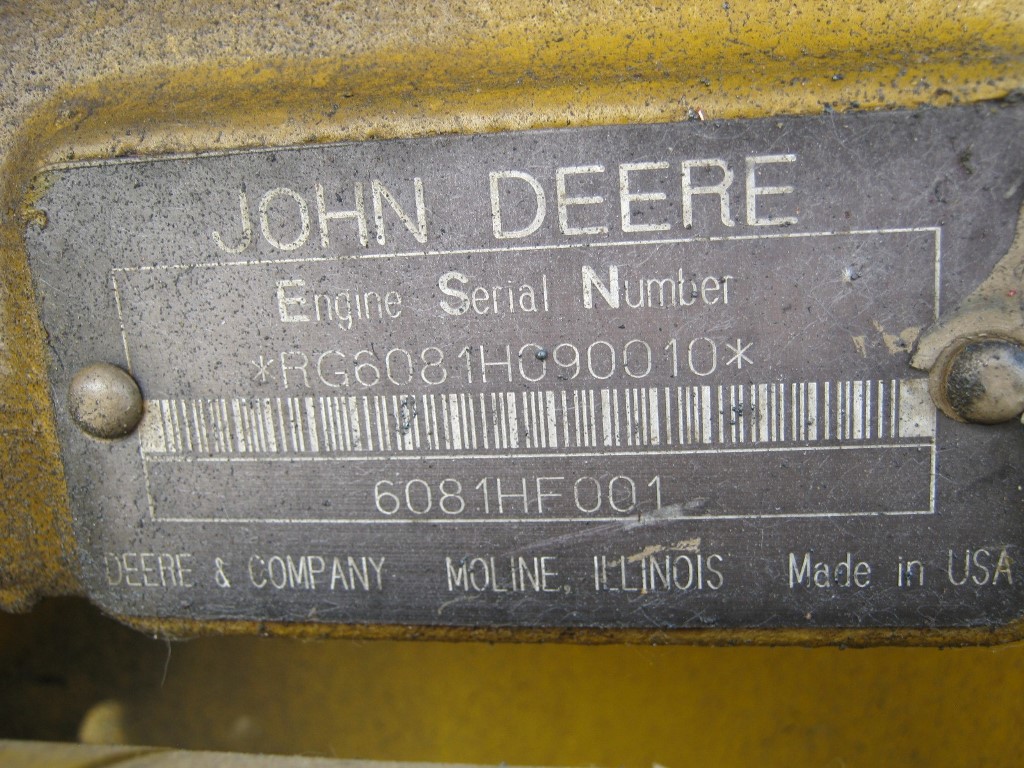 JOHN DEERE
Engine Serial Number
*RG6081H090010*
6081HF001
DEERE & COMPANY MOLINE, ILLINOIS Made in USA